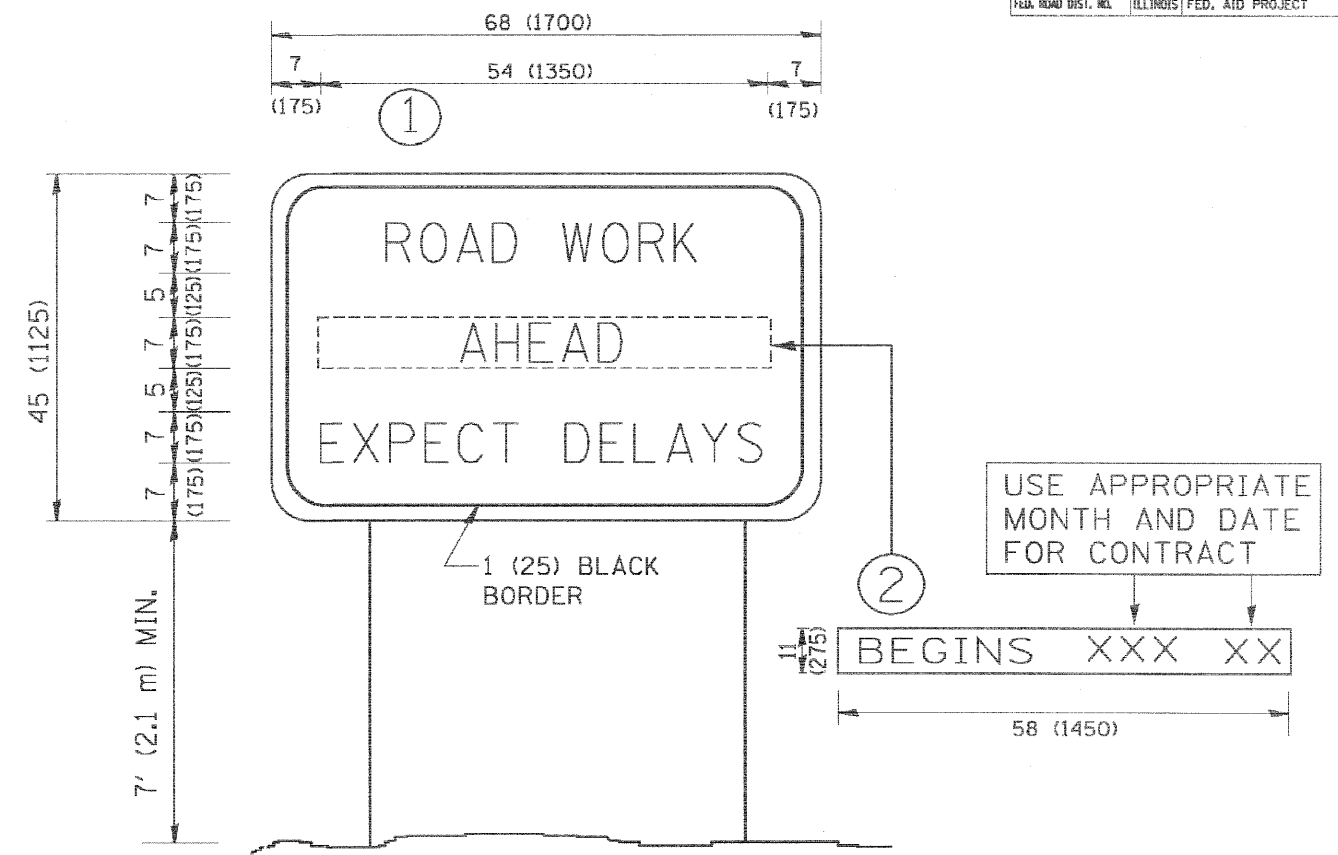 FED. ROAD DIST. NO. ILLINOIS FED. AID PROJECT
68 (1700)
7 54 (1350) 7
(175) (175)
1
7 (175)
7 (175)
5 (125)
7 (175)
5 (125)
7 (175)
7 (175)
45 (1125)
ROAD WORK
AHEAD
EXPECT DELAYS
1 (25) BLACK
BORDER
7' (2.1 m) MIN.
USE APPROPRIATE
MONTH AND DATE
FOR CONTRACT
2
11
(275)
BEGINS XXX XX
58 (1450)